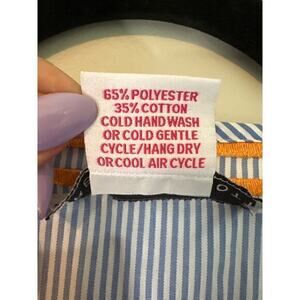 65% POLYESTER
35% COTTON
COLD HAND WASH
OR COLD GENTLE
CYCLE/HANG DRY
OR COOL AIR CYCLE